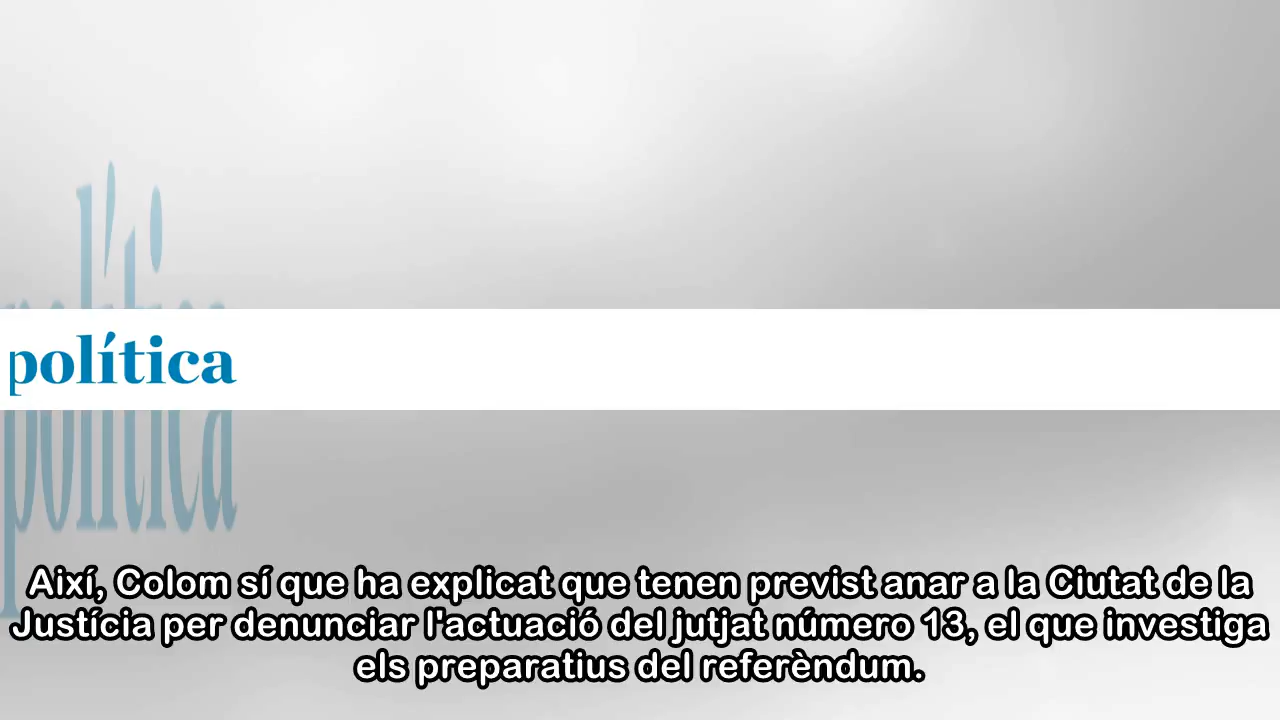 política
Així, Colom sí que ha explicat que tenen previst anar a la Ciutat de la
Justícia per denunciar l'actuació del jutjat número 13, el que investiga
els preparatius del referèndum.